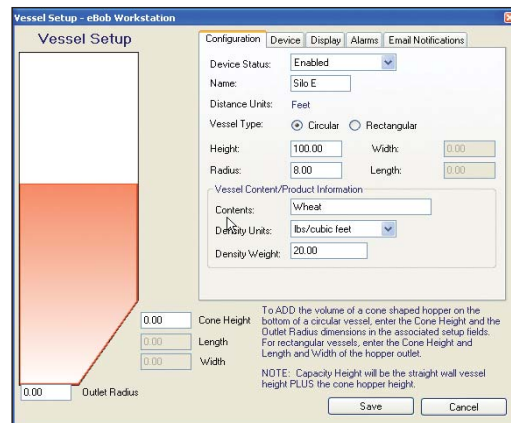 Vessel Setup - eBob Workstation
Vessel Setup
Configuration Device Display Alarms Email Notifications
Device Status: Enabled
Name: Silo E
Distance Units: Feet
Vessel Type: Circular Rectangular
Height: 100.00 Width: 0.00
Radius: 8.00 Length: 0.00
Vessel Content/Product Information
Contents: Wheat
Density Units: lbs/cubic feet
Density Weight: 20.00
0.00 Cone Height
0.00 Length
0.00 Width
0.00 Outlet Radius
To ADD the volume of a cone shaped hopper on the
bottom of a circular vessel, enter the Cone Height and the
Outlet Radius dimensions in the associated setup fields.
For rectangular vessels, enter the Cone Height and
Length and Width of the hopper outlet.
NOTE: Capacity Height will be the straight wall vessel
height PLUS the cone hopper height.
Save Cancel